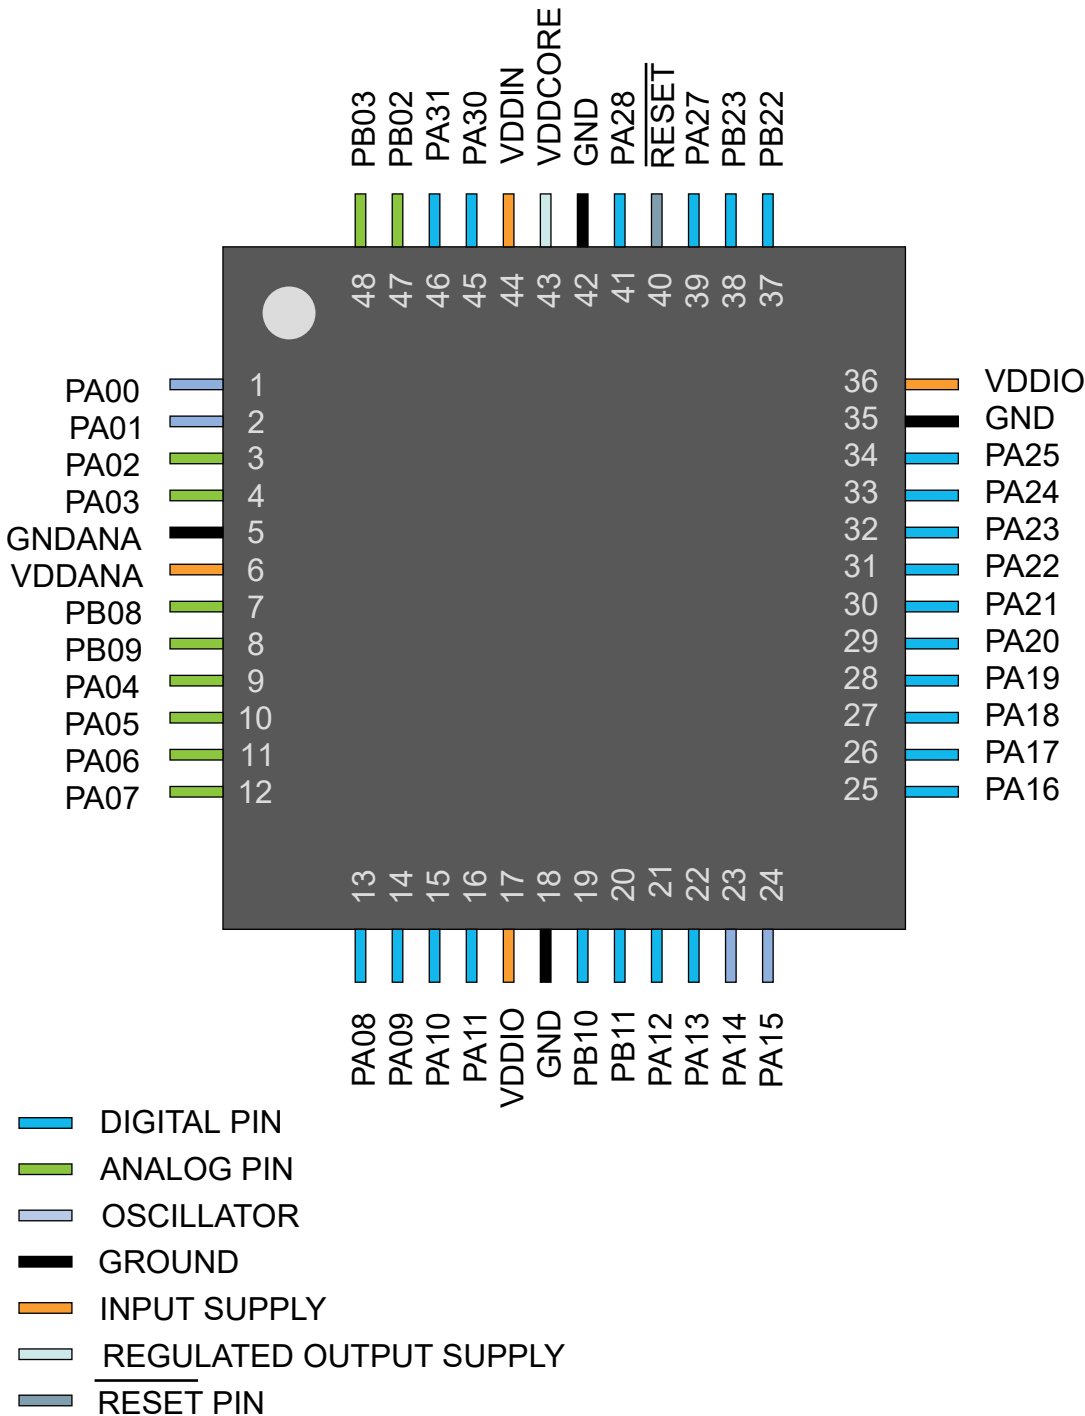 PB03
PB02
PA31
PA30
VDDIN
VDDCORE
GND
PA28
RESET
PA27
PB23
PB22
48
47
46
45
44
43
42
41
40
39
38
37
PA00 1
PA01 2
PA02 3
PA03 4
GNDANA 5
VDDANA 6
PB08 7
PB09 8
PA04 9
PA05 10
PA06 11
PA07 12
36 VDDIO
35 GND
34 PA25
33 PA24
32 PA23
31 PA22
30 PA21
29 PA20
28 PA19
27 PA18
26 PA17
25 PA16
13
14
15
16
17
18
19
20
21
22
23
24
PA08
PA09
PA10
PA11
VDDIO
GND
PB10
PB11
PA12
PA13
PA14
PA15
DIGITAL PIN
ANALOG PIN
OSCILLATOR
GROUND
INPUT SUPPLY
REGULATED OUTPUT SUPPLY
RESET PIN